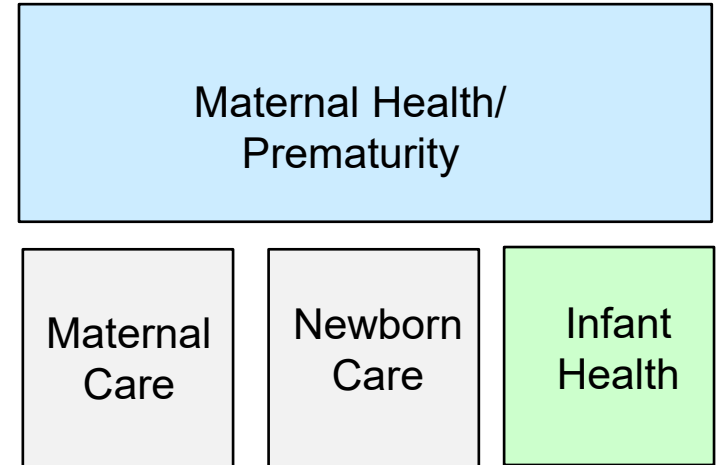 Maternal Health/
Prematurity
Maternal
Care
Newborn
Care
Infant
Health